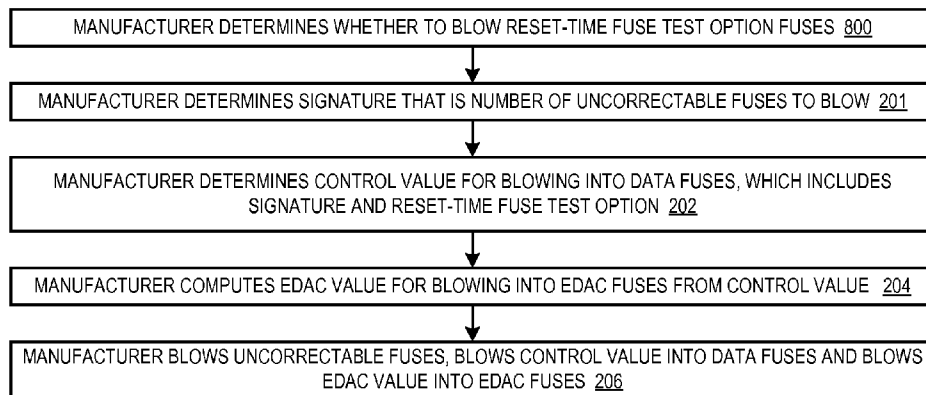 MANUFACTURER DETERMINES WHETHER TO BLOW RESET-TIME FUSE TEST OPTION FUSES 800
MANUFACTURER DETERMINES SIGNATURE THAT IS NUMBER OF UNCORRECTABLE FUSES TO BLOW 201
MANUFACTURER DETERMINES CONTROL VALUE FOR BLOWING INTO DATA FUSES, WHICH INCLUDES
SIGNATURE AND RESET-TIME FUSE TEST OPTION 202
MANUFACTURER COMPUTES EDAC VALUE FOR BLOWING INTO EDAC FUSES FROM CONTROL VALUE 204
MANUFACTURER BLOWS UNCORRECTABLE FUSES, BLOWS CONTROL VALUE INTO DATA FUSES AND BLOWS
EDAC VALUE INTO EDAC FUSES 206